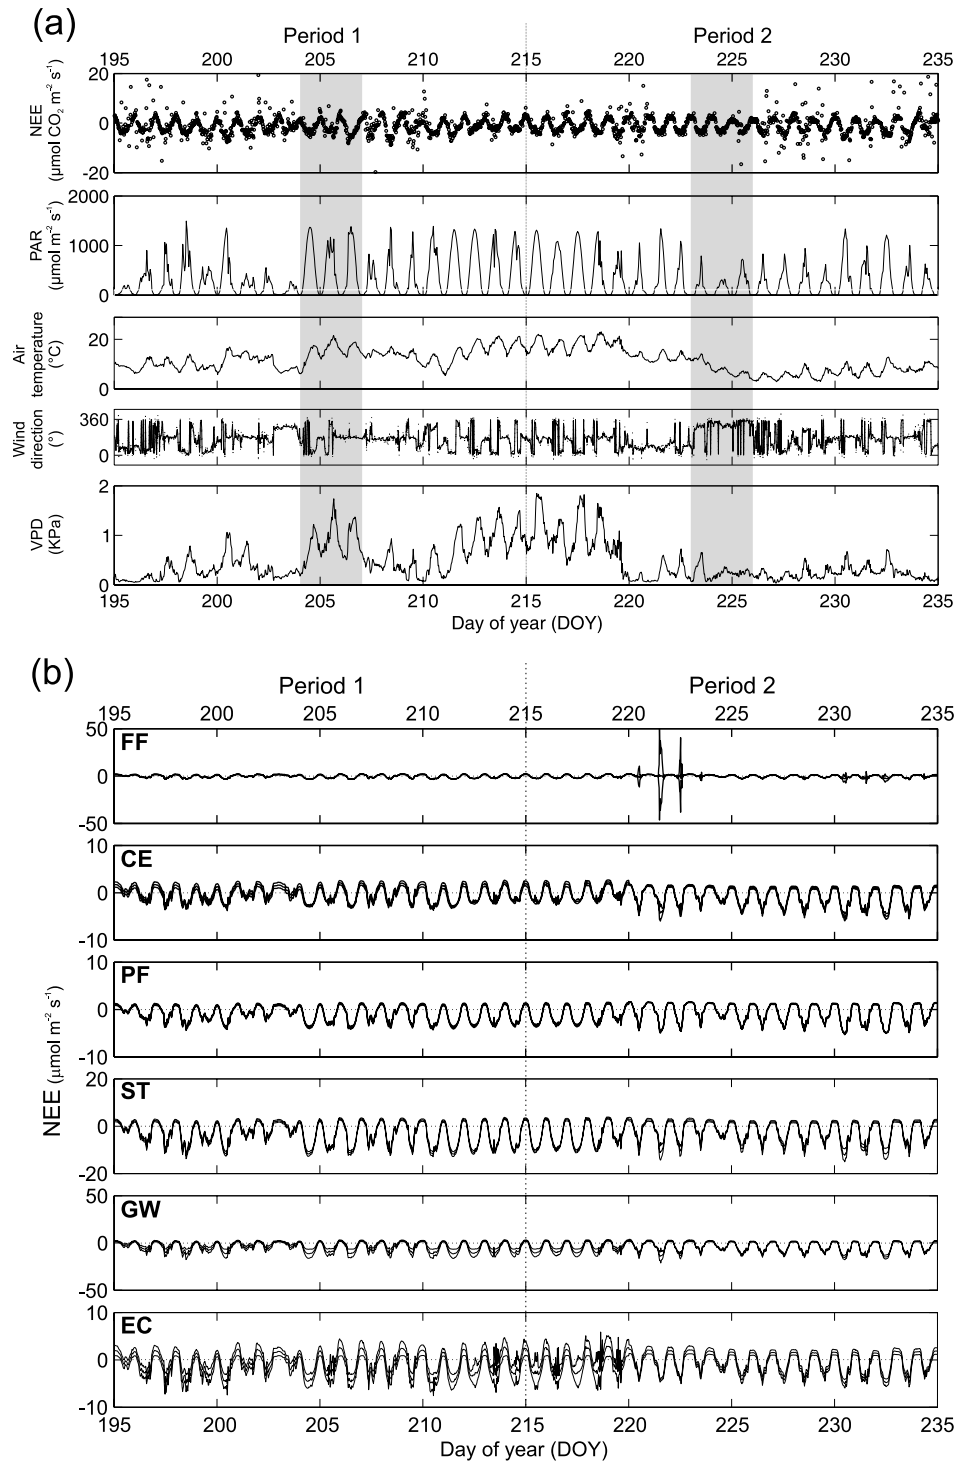 (a)
Period 1 Period 2
195 200 205 210 215 220 225 230 235
NEE
(μmol CO₂ m⁻² s⁻¹)
20
0
-20
PAR
(μmol m⁻² s⁻¹)
2000
1000
0
Air
temperature
(°C)
20
0
Wind
direction
(°)
360
0
VPD
(KPa)
2
1
0
195 200 205 210 215 220 225 230 235
Day of year (DOY)
(b)
Period 1 Period 2
195 200 205 210 215 220 225 230 235
NEE (μmol m⁻² s⁻¹)
FF
50
0
-50
CE
10
0
-10
PF
10
0
-10
ST
20
0
-20
GW
50
0
-50
EC
10
0
-10
195 200 205 210 215 220 225 230 235
Day of year (DOY)